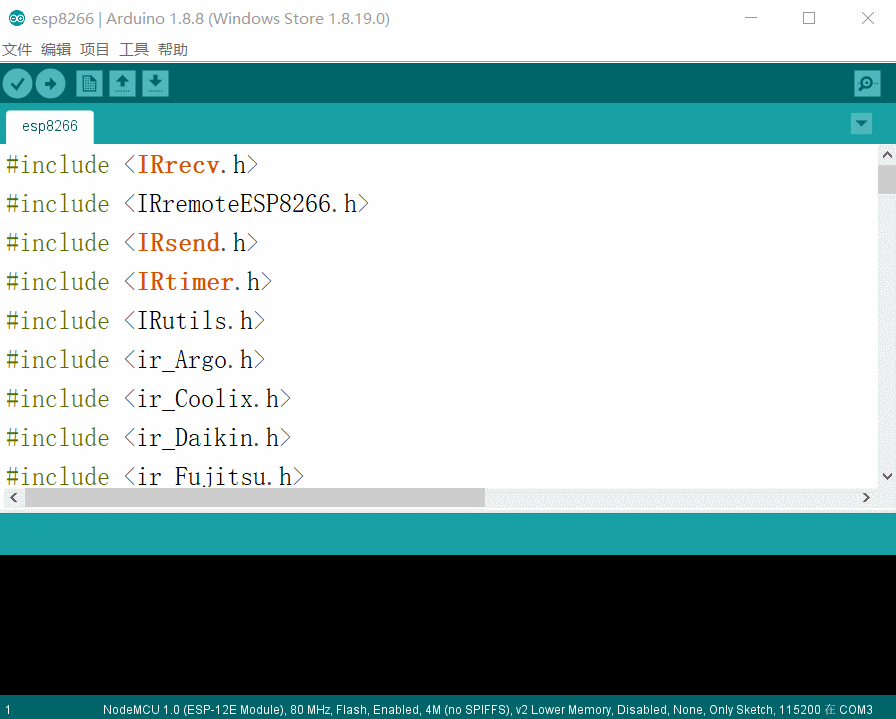 esp8266 | Arduino 1.8.8 (Windows Store 1.8.19.0)
文件 编辑 项目 工具 帮助
esp8266
#include <IRrecv.h>
#include <IRremoteESP8266.h>
#include <IRsend.h>
#include <IRtimer.h>
#include <IRutils.h>
#include <ir_Argo.h>
#include <ir_Coolix.h>
#include <ir_Daikin.h>
#include <ir_Fujitsu.h>
1 NodeMCU 1.0 (ESP-12E Module), 80 MHz, Flash, Enabled, 4M (no SPIFFS), v2 Lower Memory, Disabled, None, Only Sketch, 115200 在 COM3